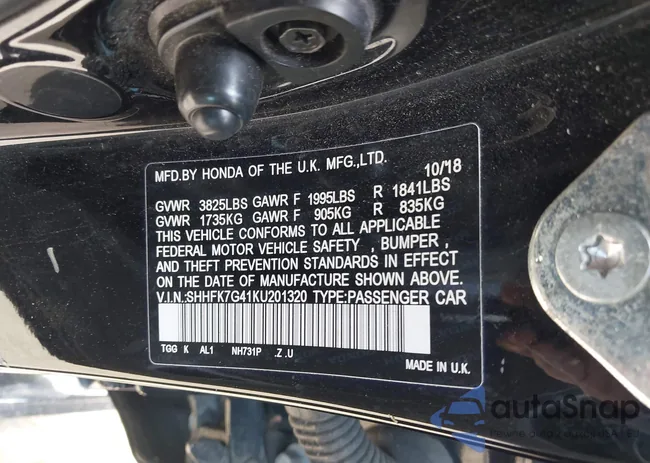 MFD.BY HONDA OF THE U.K. MFG.,LTD. 10/18
GVWR 3825LBS GAWR F 1995LBS R 1841LBS
GVWR 1735KG GAWR F 905KG R 835KG
THIS VEHICLE CONFORMS TO ALL APPLICABLE
FEDERAL MOTOR VEHICLE SAFETY , BUMPER ,
AND THEFT PREVENTION STANDARDS IN EFFECT
ON THE DATE OF MANUFACTURE SHOWN ABOVE.
V.I.N.:SHHFK7G41KU201320 TYPE:PASSENGER CAR
TGG K AL1 NH731P .Z .U
MADE IN U.K.
autoSnap